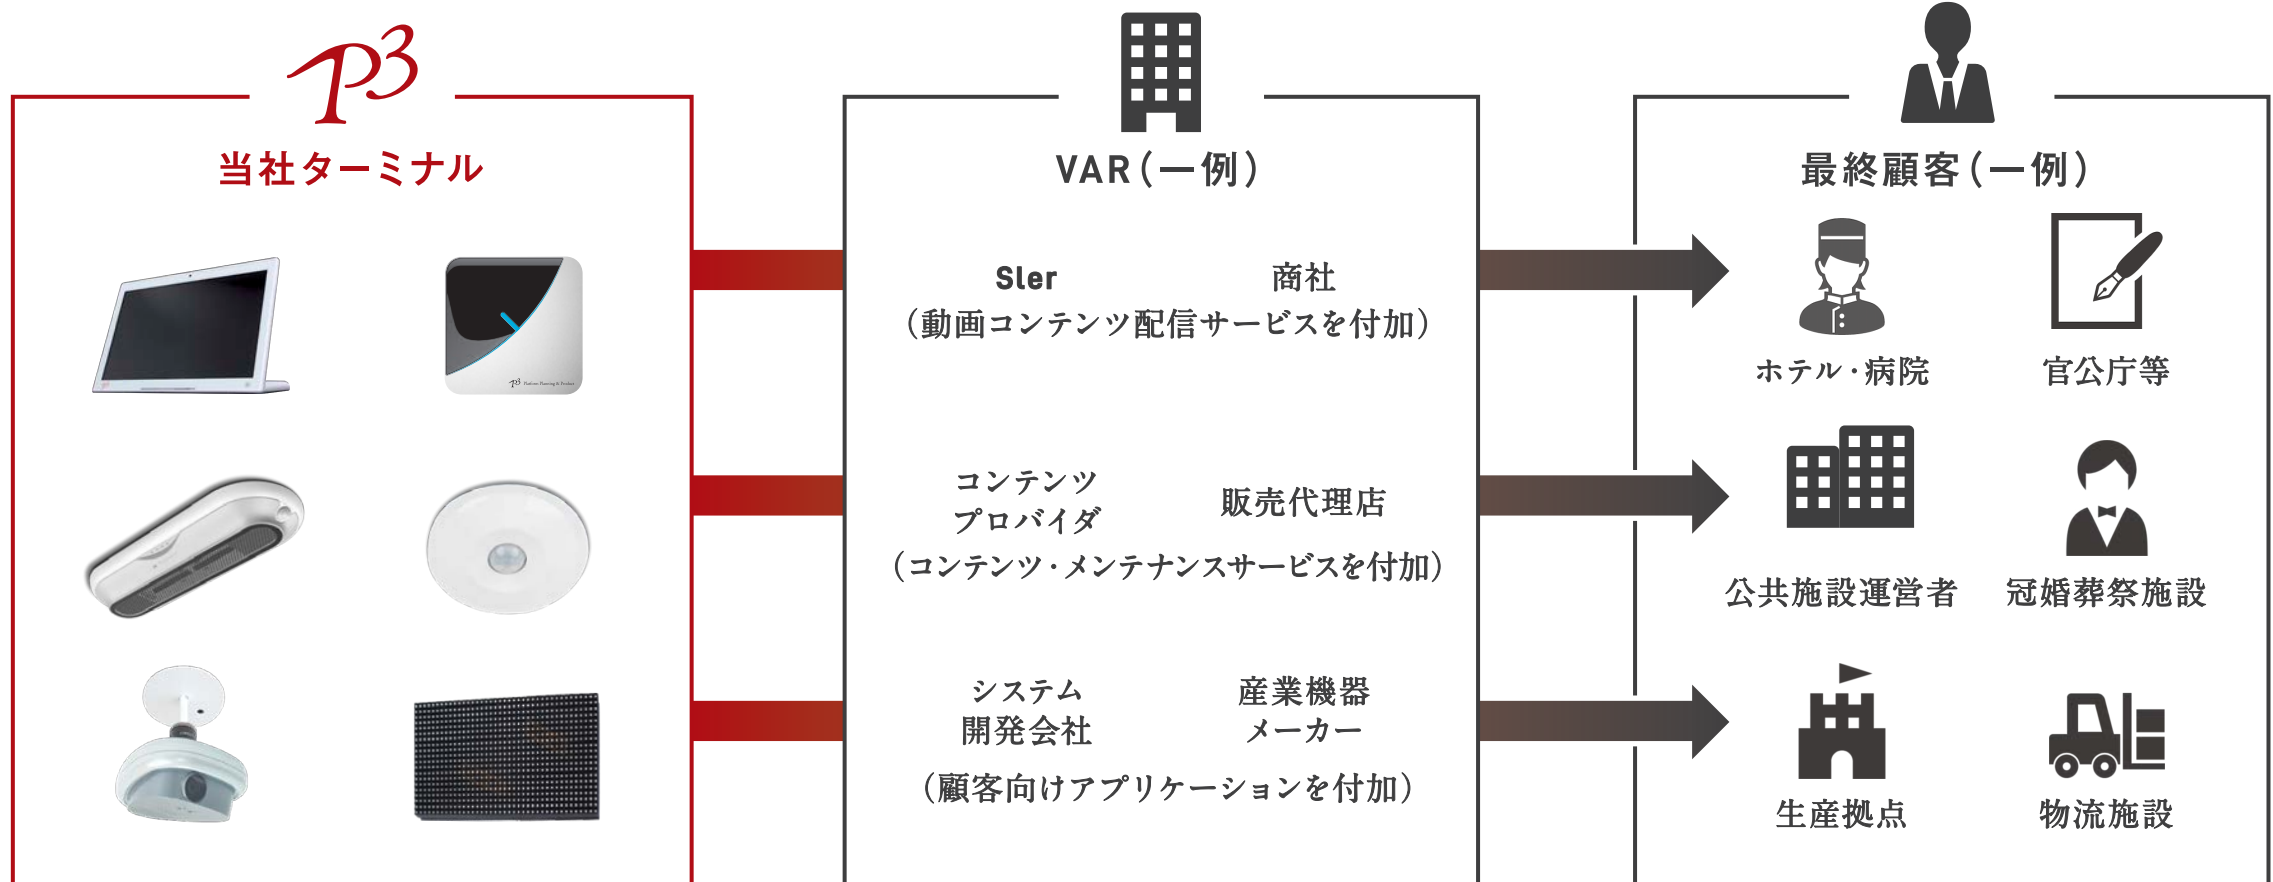 P3
当社ターミナル
P3 Platform Planning & Product
VAR（一例）
SIer
商社
（動画コンテンツ配信サービスを付加）
コンテンツ
プロバイダ
販売代理店
（コンテンツ・メンテナンスサービスを付加）
システム
開発会社
産業機器
メーカー
（顧客向けアプリケーションを付加）
最終顧客（一例）
ホテル・病院
官公庁等
公共施設運営者
冠婚葬祭施設
生産拠点
物流施設